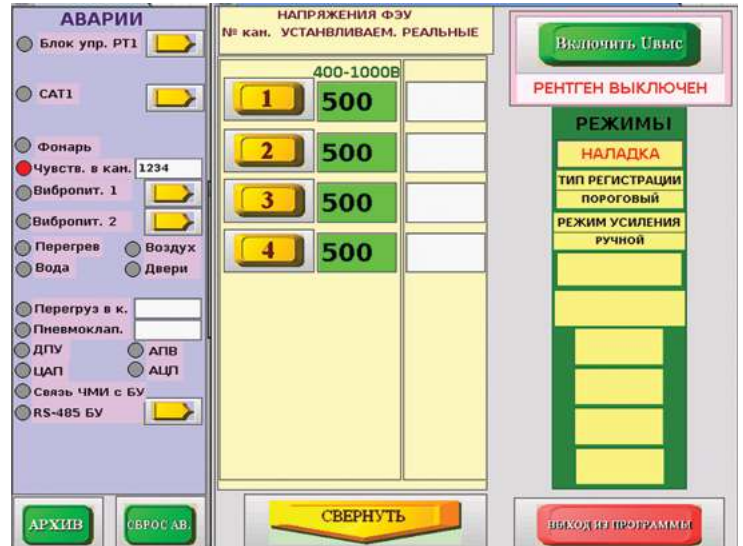 АВАРИИ
Блок упр. РТ1
САТ1
Фонарь
Чувств. в кан. 1234
Вибропит. 1
Вибропит. 2
Перегрев Воздух
Вода Двери
Перегруз в к.
Пневмоклап.
ДПУ АПВ
ЦАП АЦП
Связь ЧМИ с БУ
RS-485 БУ
АРХИВ СБРОС АВ.
НАПРЯЖЕНИЯ ФЭУ
№ кан. УСТАНВЛИВАЕМ. РЕАЛЬНЫЕ
400-1000В
1 500
2 500
3 500
4 500
СВЕРНУТЬ
Включить Uвыс
РЕНТГЕН ВЫКЛЮЧЕН
РЕЖИМЫ
НАЛАДКА
ТИП РЕГИСТРАЦИИ
ПОРОГОВЫЙ
РЕЖИМ УСИЛЕНИЯ
РУЧНОЙ
ВЫХОД ИЗ ПРОГРАММЫ